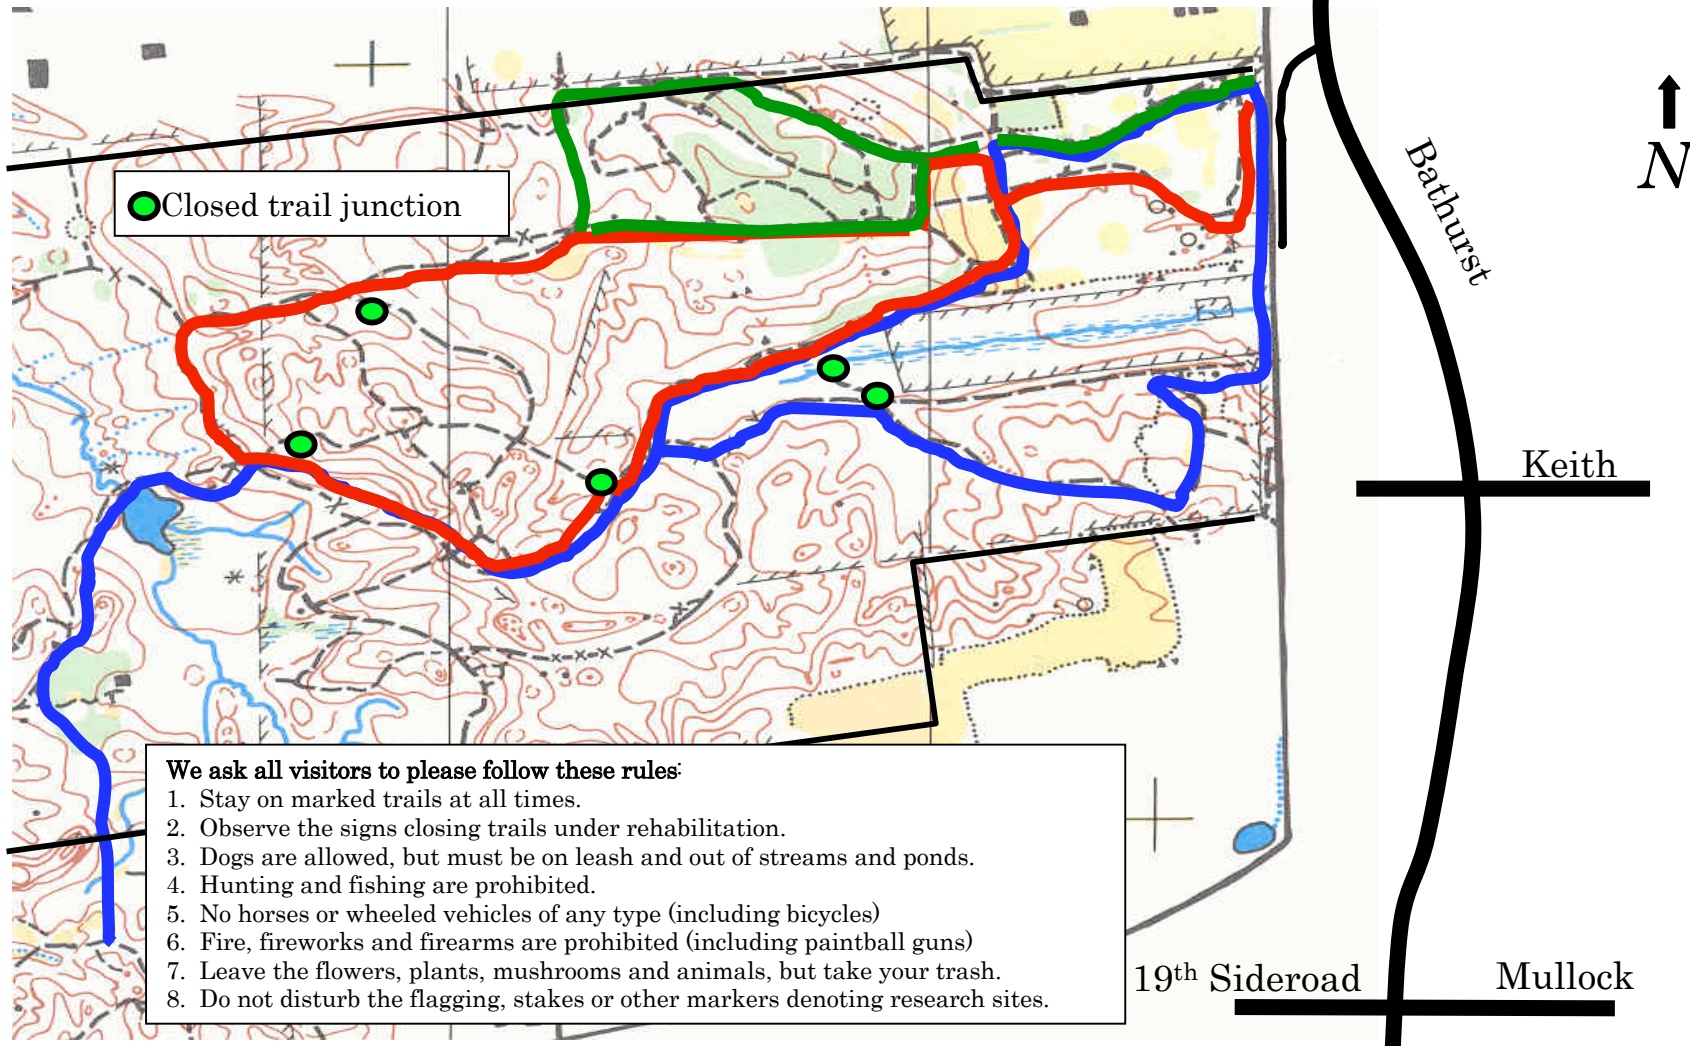 N
Bathurst
Closed trail junction
Keith
We ask all visitors to please follow these rules:
1. Stay on marked trails at all times.
2. Observe the signs closing trails under rehabilitation.
3. Dogs are allowed, but must be on leash and out of streams and ponds.
4. Hunting and fishing are prohibited.
5. No horses or wheeled vehicles of any type (including bicycles)
6. Fire, fireworks and firearms are prohibited (including paintball guns)
7. Leave the flowers, plants, mushrooms and animals, but take your trash.
8. Do not disturb the flagging, stakes or other markers denoting research sites.
19th Sideroad
Mullock